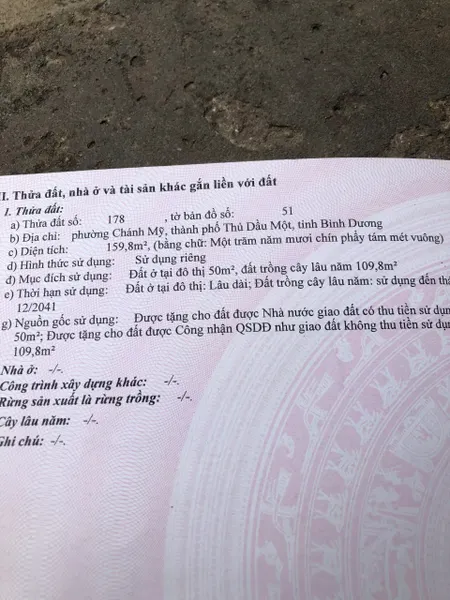 II. Thửa đất, nhà ở và tài sản khác gắn liền với đất
1. Thửa đất:
a) Thửa đất số: 178 , tờ bản đồ số: 51
b) Địa chỉ: phường Chánh Mỹ, thành phố Thủ Dầu Một, tỉnh Bình Dương
c) Diện tích: 159,8m², (bằng chữ: Một trăm năm mươi chín phẩy tám mét vuông)
d) Hình thức sử dụng: Sử dụng riêng
đ) Mục đích sử dụng: Đất ở tại đô thị 50m², đất trồng cây lâu năm 109,8m²
e) Thời hạn sử dụng: Đất ở tại đô thị: Lâu dài; Đất trồng cây lâu năm: sử dụng đến thá
12/2041
g) Nguồn gốc sử dụng: Được tặng cho đất được Nhà nước giao đất có thu tiền sử dụn
50m²; Được tặng cho đất được Công nhận QSDĐ như giao đất không thu tiền sử dụn
109,8m²
Nhà ở: -/-.
Công trình xây dựng khác: -/-.
Rừng sản xuất là rừng trồng: -/-.
Cây lâu năm: -/-.
Ghi chú: -/-.